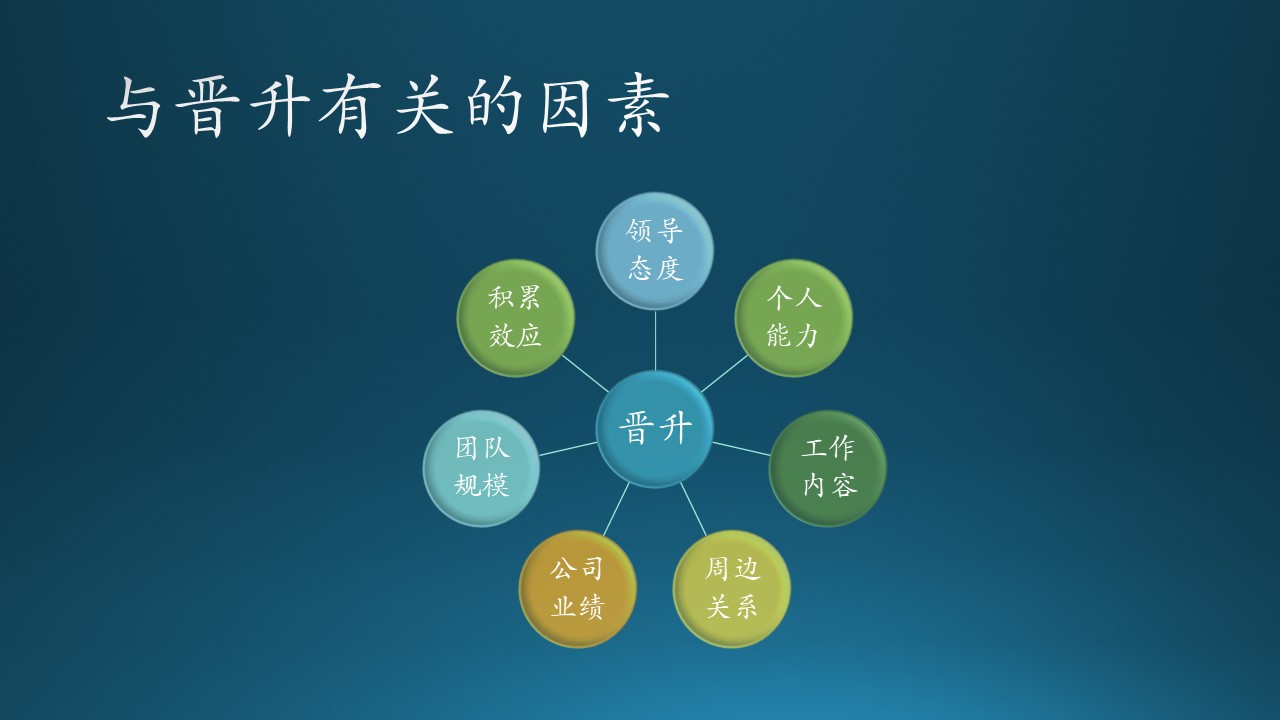 与晋升有关的因素
领导
态度
个人
能力
工作
内容
周边
关系
公司
业绩
团队
规模
积累
效应
晋升